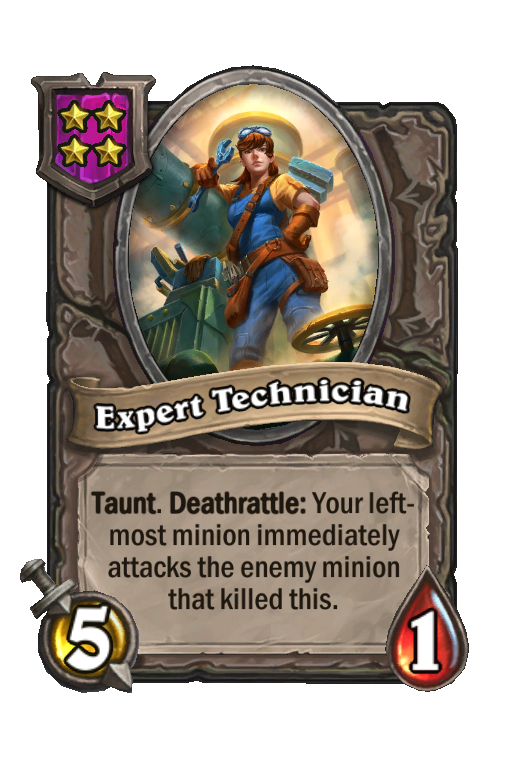 Expert Technician
Taunt. Deathrattle: Your left-
most minion immediately
attacks the enemy minion
that killed this.
5
1